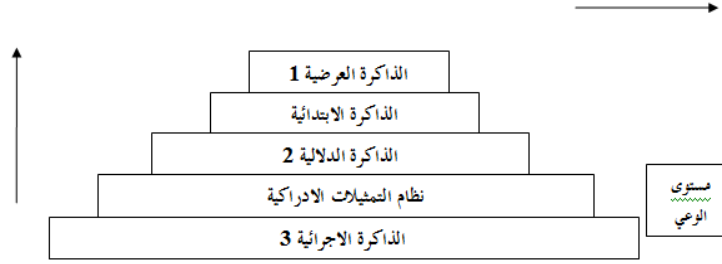 الذاكرة العرضية 1
الذاكرة الابتدائية
الذاكرة الدلالية 2
نظام التمثيلات الادراكية
الذاكرة الاجرائية 3
مستوى
الوعي